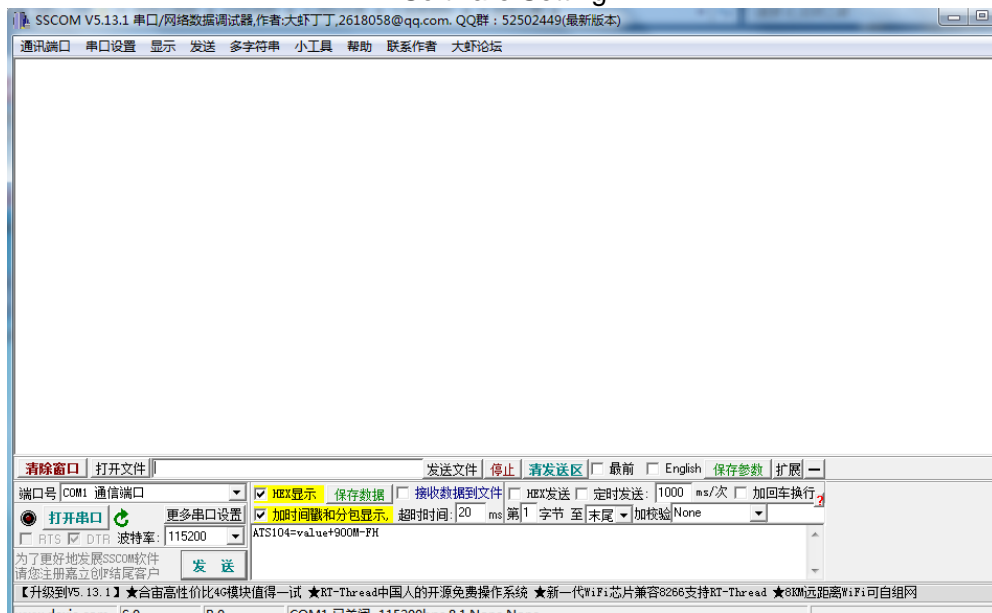 SSCOM V5.13.1 串口/网络数据调试器,作者:大虾丁丁,2618058@qq.com. QQ群：52502449(最新版本)
通讯端口 串口设置 显示 发送 多字符串 小工具 帮助 联系作者 大虾论坛
清除窗口 打开文件 发送文件 停止 清发送区 最前 English 保存参数 扩展 —
端口号 COM1 通信端口 HEX显示 保存数据 接收数据到文件 HEX发送 定时发送: 1000 ms/次 加回车换行
打开串口 更多串口设置 加时间戳和分包显示, 超时时间: 20 ms 第 1 字节 至 末尾 加校验 None
RTS DTR 波特率: 115200 ATS104=value+900M-FH
为了更好地发展SSCOM软件
请您注册嘉立创F结尾客户
发 送
【升级到V5.13.1】★合宙高性价比4G模块值得一试 ★RT-Thread中国人的开源免费操作系统 ★新一代WiFi芯片兼容8266支持RT-Thread ★8KM远距离WiFi可自组网